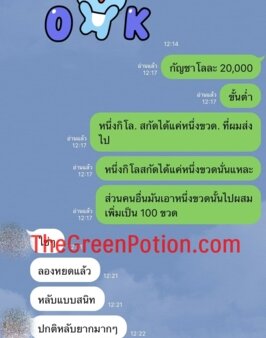 OK
12:14
อ่านแล้ว
12:17
กัญชาโลละ 20,000
อ่านแล้ว
12:17
ขั้นต่ำ
อ่านแล้ว
12:17
หนึ่งกิโล. สกัดได้แค่หนึ่งขวด. ที่ผมส่ง
ไป
อ่านแล้ว
12:17
หนึ่งกิโลสกัดได้แค่หนึ่งขวดนั่นแหละ
อ่านแล้ว
12:17
ส่วนคนอื่นมันเอาหนึ่งขวดนั้นไปผสม
เพิ่มเป็น 100 ขวด
TheGreenPotion.com
ลองหยดแล้ว
12:21
หลับแบบสนิท
12:21
ปกติหลับยากมากๆ
12:22